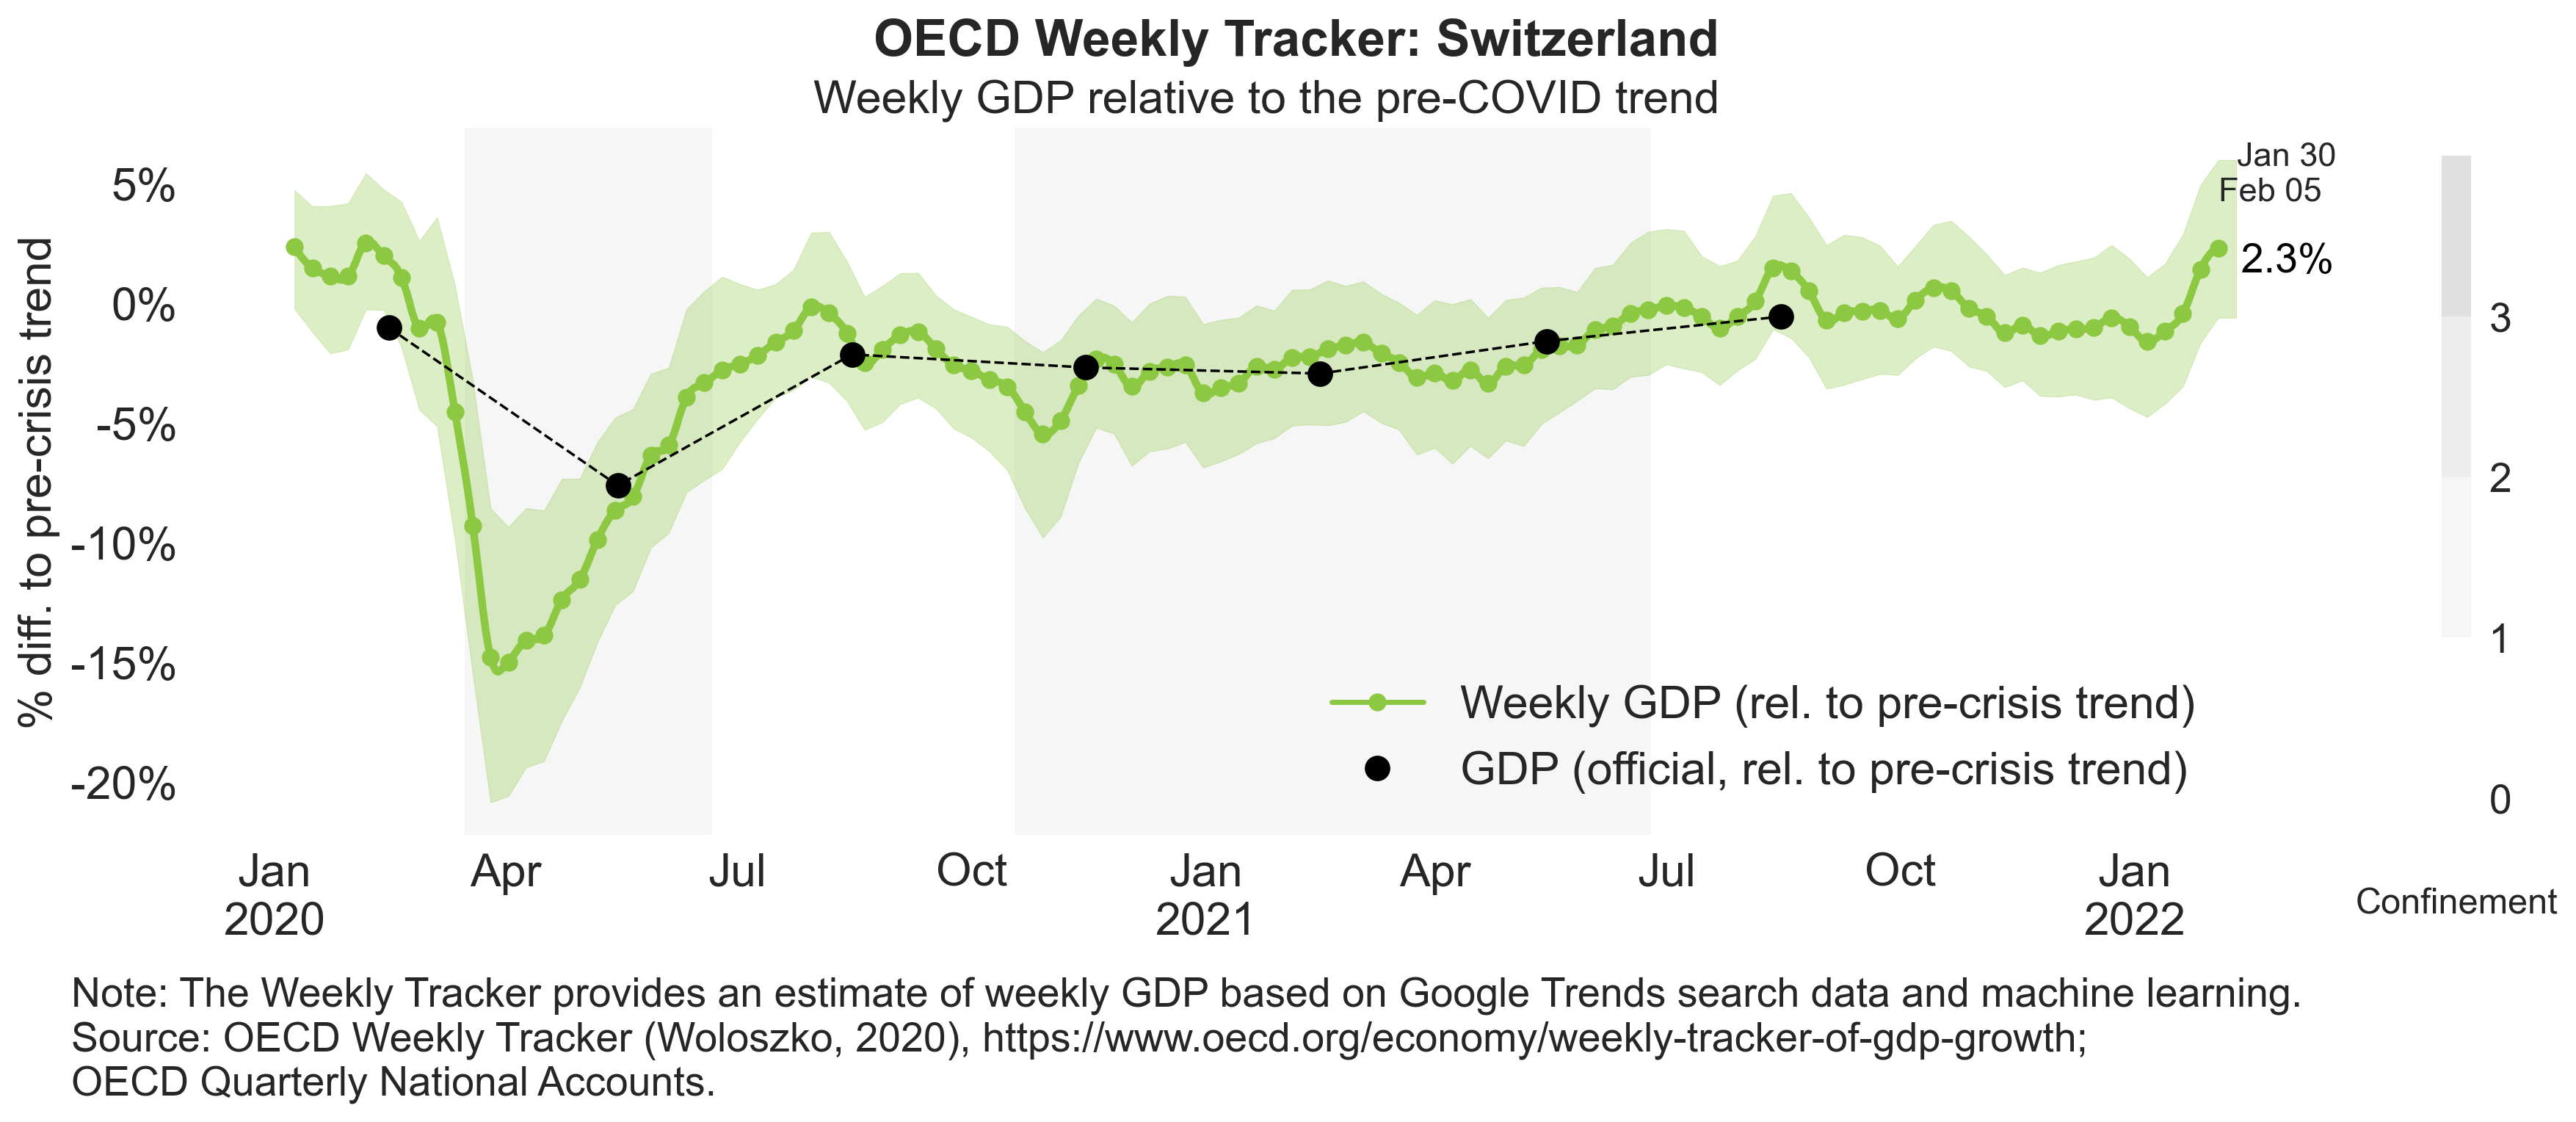 OECD Weekly Tracker: Switzerland
Weekly GDP relative to the pre-COVID trend
% diff. to pre-crisis trend
5%
0%
-5%
-10%
-15%
-20%
Jan 30
Feb 05
2.3%
Weekly GDP (rel. to pre-crisis trend)
GDP (official, rel. to pre-crisis trend)
3
2
1
0
Confinement
Jan Apr Jul Oct Jan Apr Jul Oct Jan
2020 2021 2022
Note: The Weekly Tracker provides an estimate of weekly GDP based on Google Trends search data and machine learning.
Source: OECD Weekly Tracker (Woloszko, 2020), https://www.oecd.org/economy/weekly-tracker-of-gdp-growth;
OECD Quarterly National Accounts.